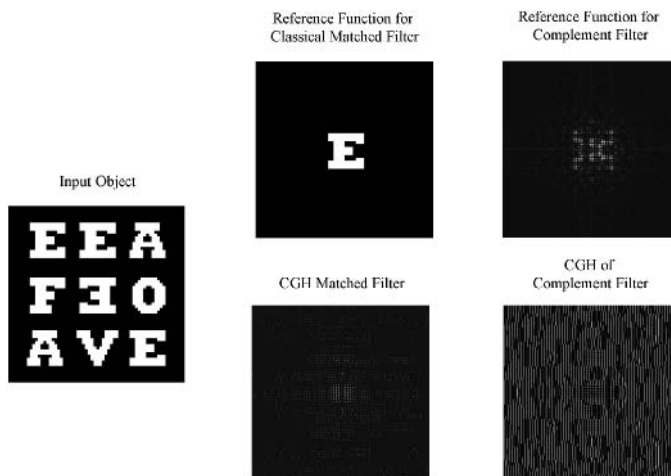 Reference Function for
Classical Matched Filter
Reference Function for
Complement Filter
E
Input Object
E E A
F Ǝ O
A V E
CGH Matched Filter
CGH of
Complement Filter